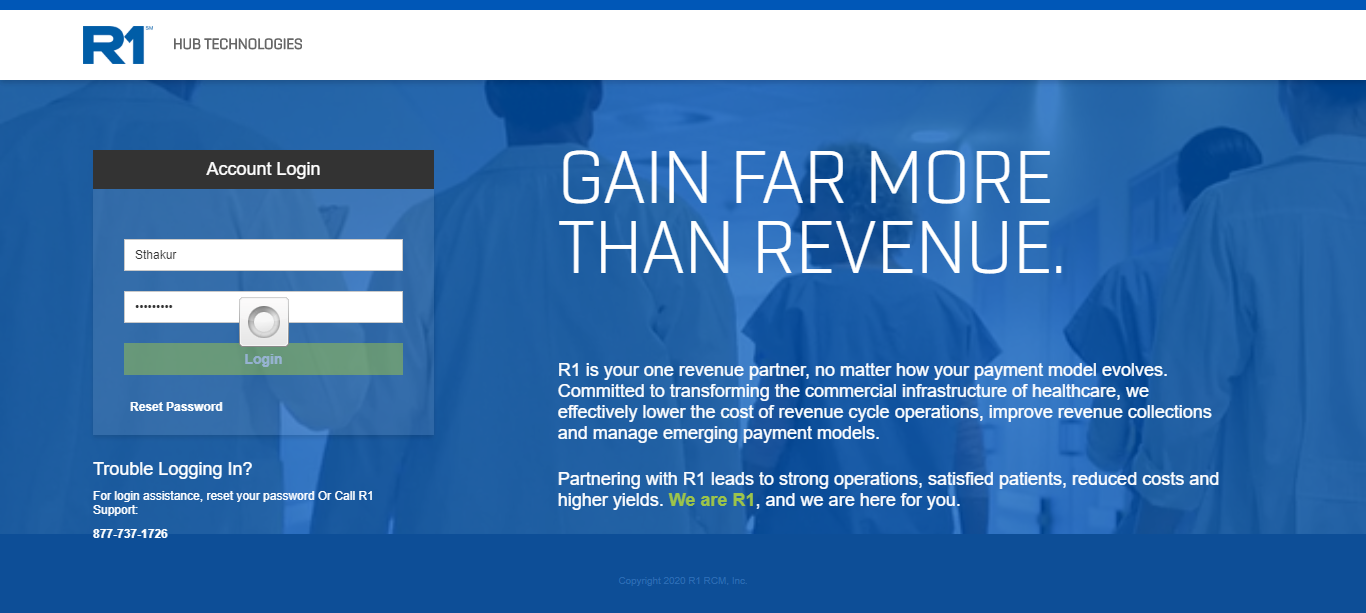 R1 SM
HUB TECHNOLOGIES
Account Login
Sthakur
•••••••••
Login
Reset Password
Trouble Logging In?
For login assistance, reset your password Or Call R1
Support:
877-737-1726
GAIN FAR MORE
THAN REVENUE.
R1 is your one revenue partner, no matter how your payment model evolves.
Committed to transforming the commercial infrastructure of healthcare, we
effectively lower the cost of revenue cycle operations, improve revenue collections
and manage emerging payment models.
Partnering with R1 leads to strong operations, satisfied patients, reduced costs and
higher yields. We are R1, and we are here for you.
Copyright 2020 R1 RCM, Inc.